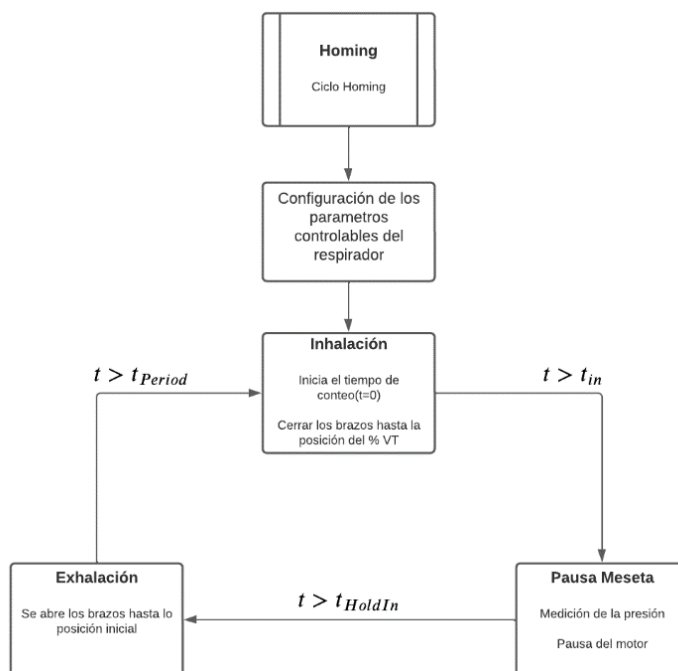 Homing
Ciclo Homing
Configuración de los
parametros
controlables del
respirador
Inhalación
Inicia el tiempo de
conteo(t=0)
Cerrar los brazos hasta la
posición del % VT
t > t_Period
t > t_in
Exhalación
Se abre los brazos hasta lo
posición inicial
t > t_HoldIn
Pausa Meseta
Medición de la presión
Pausa del motor